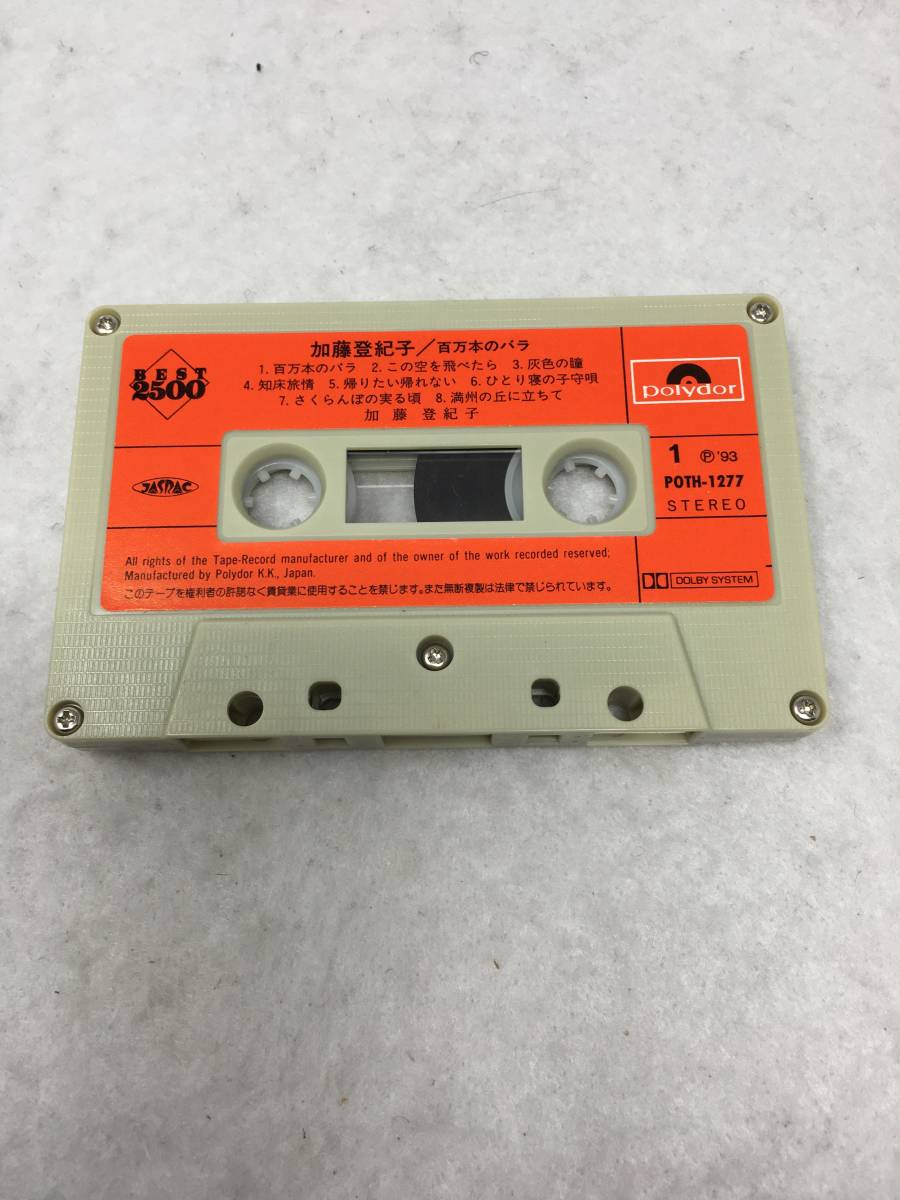 加藤登紀子/百万本のバラ
BEST
2500
1. 百万本のバラ 2. この空を飛べたら 3. 灰色の瞳
4. 知床旅情 5. 帰りたい帰れない 6. ひとり寝の子守唄
7. さくらんぼの実る頃 8. 満州の丘に立ちて
加藤登紀子
polydor
JASRAC
1 Ⓟ'93
POTH-1277
STEREO
All rights of the Tape-Record manufacturer and of the owner of the work recorded reserved;
Manufactured by Polydor K.K., Japan.
このテープを権利者の許諾なく賃貸業に使用することを禁じます。また無断複製は法律で禁じられています。
DOLBY SYSTEM